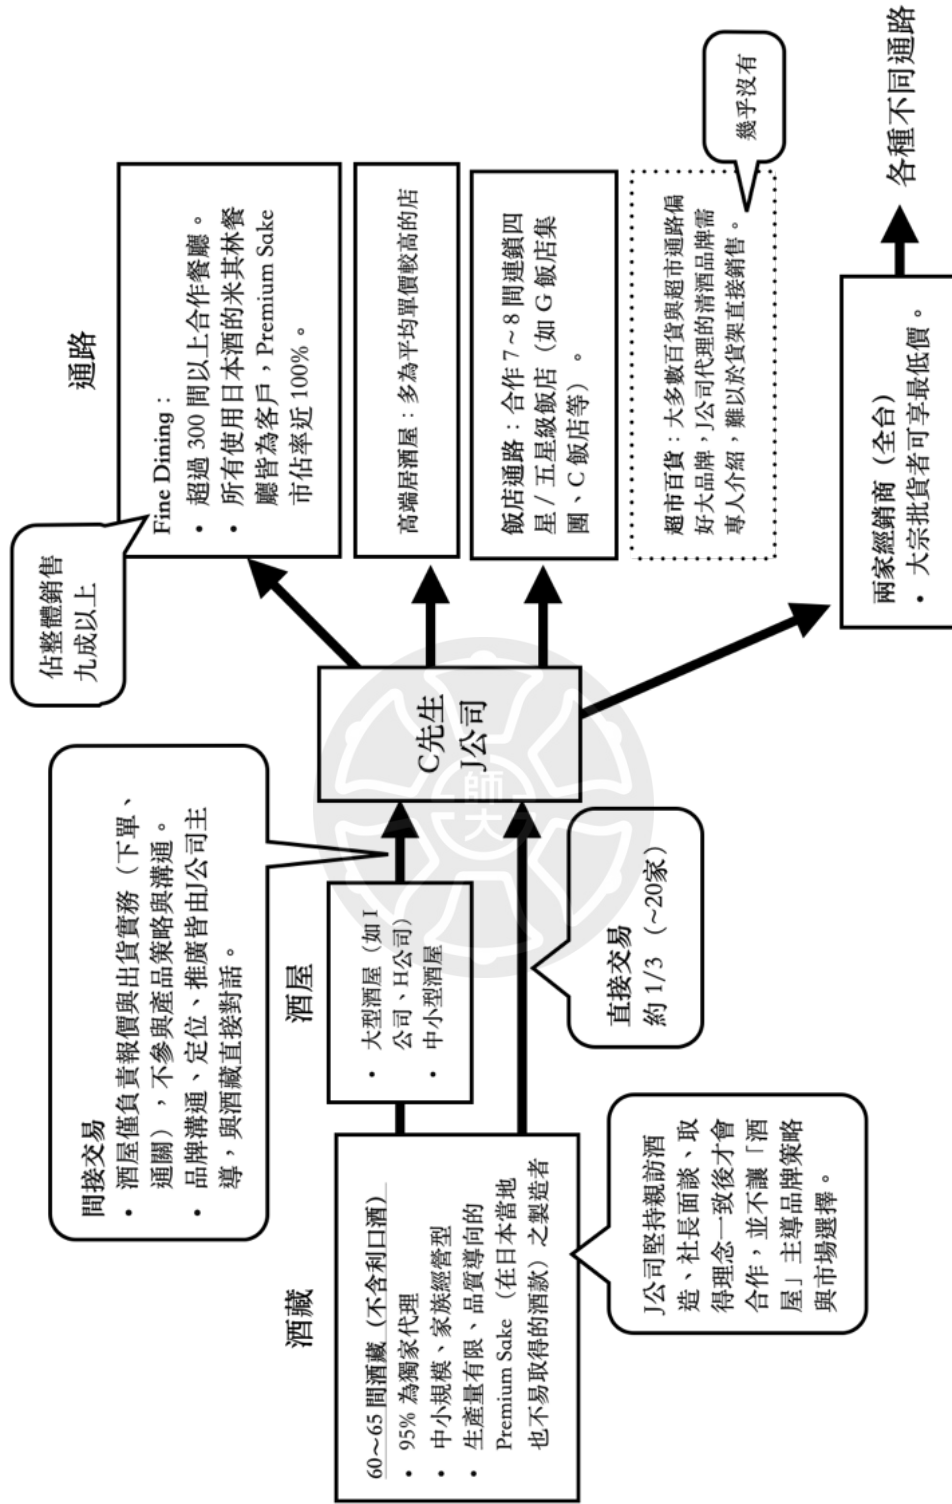 酒藏
酒屋
通路
間接交易
• 酒屋僅負責報價與出貨實務（下單、
通關），不參與產品策略與溝通。
• 品牌溝通、定位、推廣皆由J公司主
導，與酒藏直接對話。
60～65 間酒藏（不含利口酒）
• 95% 為獨家代理
• 中小規模、家族經營型
• 生產量有限、品質導向的
Premium Sake（在日本當地
也不易取得的酒款）之製造者
• 大型酒屋（如 I
公司、H公司）
• 中小型酒屋
J公司堅持親訪酒
造、社長面談、取
得理念一致後才會
合作，並不讓「酒
屋」主導品牌策略
與市場選擇。
直接交易
約 1/3（~20家）
C先生
J公司
師
大
佔整體銷售
九成以上
Fine Dining：
• 超過 300 間以上合作餐廳。
• 所有使用日本酒的米其林餐
廳皆為客戶，Premium Sake
市佔率近 100%。
高端居酒屋：多為平均單價較高的店
飯店通路：合作 7~8 間連鎖四
星 / 五星級飯店（如 G 飯店集
團、C 飯店等）。
超市百貨：大多數百貨與超市通路偏
好大品牌，J公司代理的清酒品牌需
專人介紹，難以於貨架直接銷售。
幾乎沒有
兩家經銷商（全台）
• 大宗批貨者可享最低價。
各種不同通路